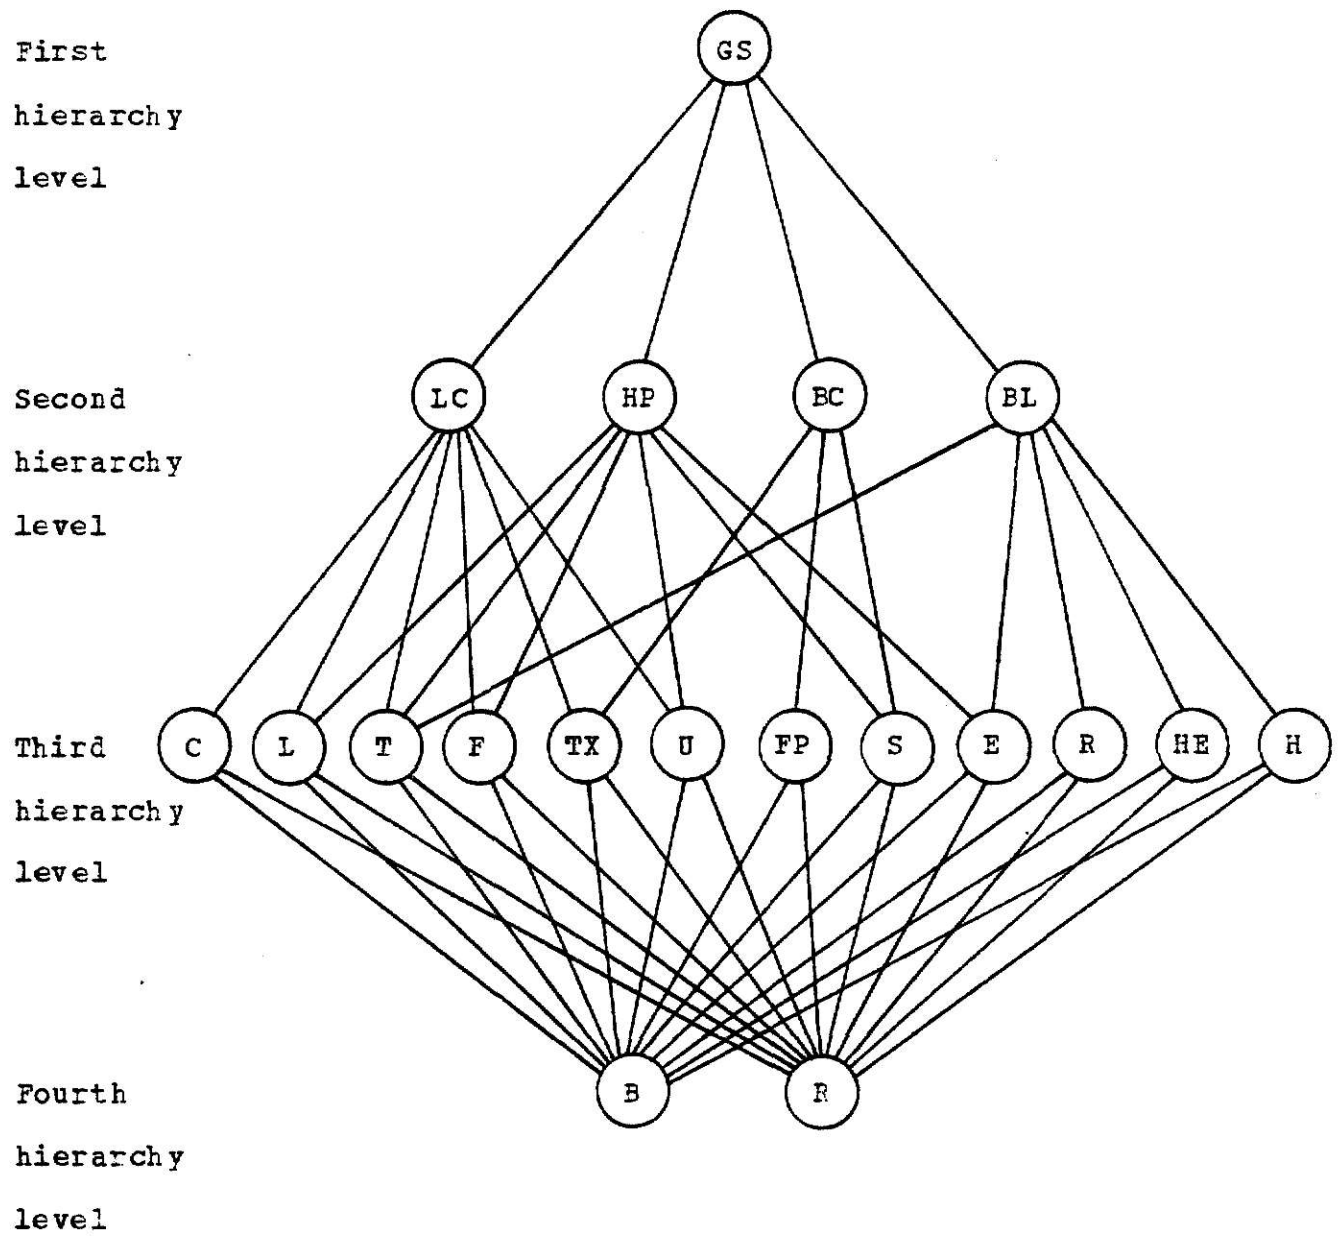 First
hierarchy
level
GS
Second
hierarchy
level
LC HP BC BL
Third
hierarchy
level
C L T F TX U FP S E R HE H
Fourth
hierarchy
level
B R